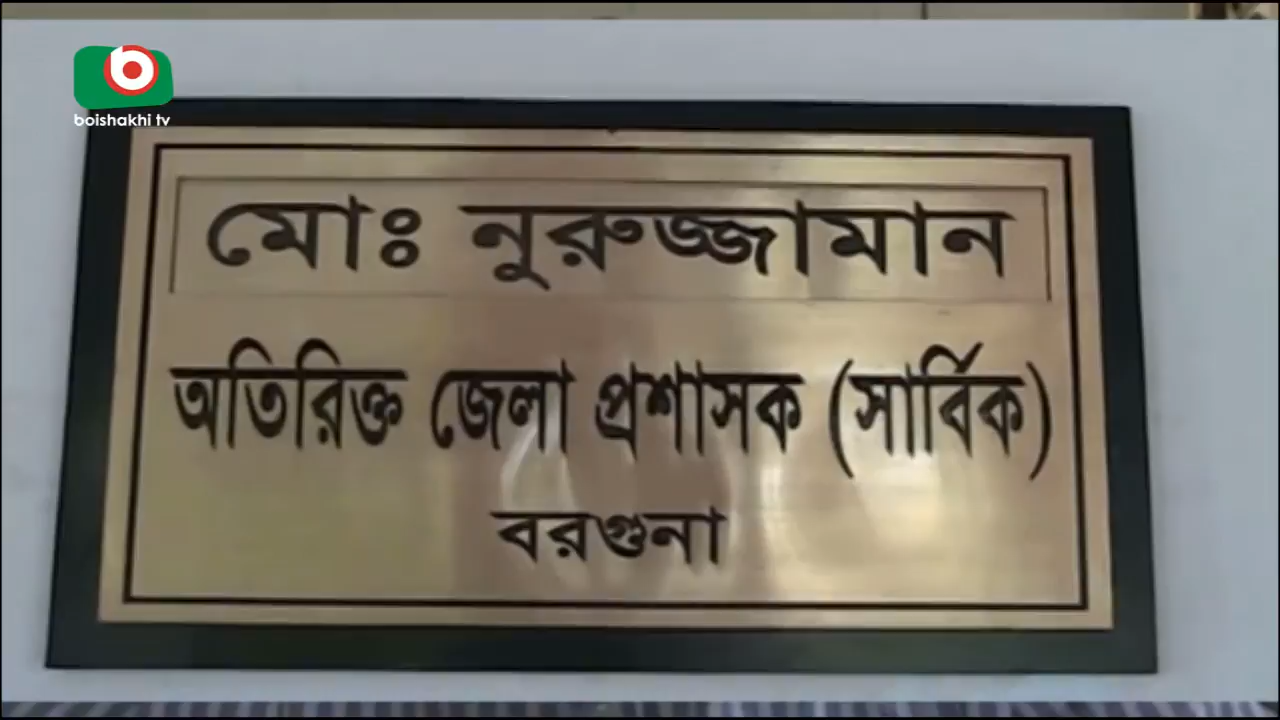 boishakhi tv
মোঃ নুরুজ্জামান
অতিরিক্ত জেলা প্রশাসক (সার্বিক)
বরগুনা